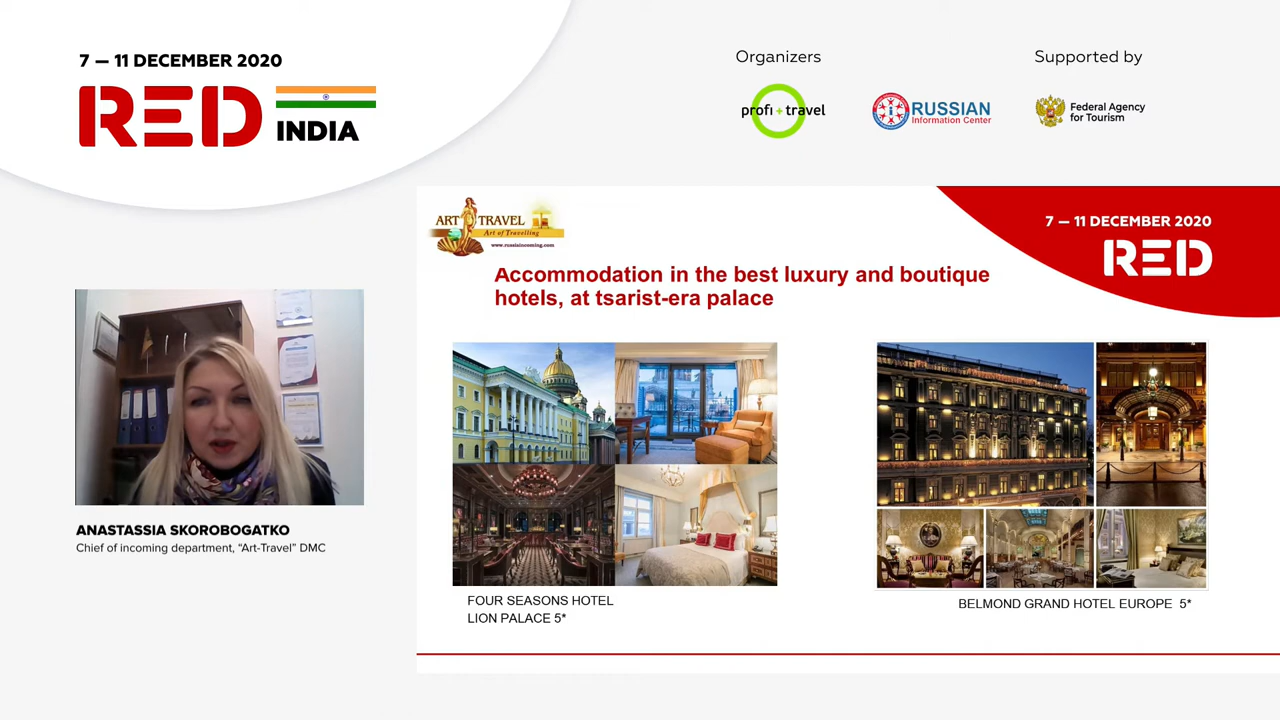 7 — 11 DECEMBER 2020
RED
INDIA
Organizers
Supported by
profi + travel
RUSSIAN
Information Center
Federal Agency
for Tourism
ANASTASSIA SKOROBOGATKO
Chief of incoming department, “Art-Travel” DMC
ART TRAVEL
Art of Travelling
www.russiaincoming.com
7 — 11 DECEMBER 2020
RED
Accommodation in the best luxury and boutique
hotels, at tsarist-era palace
FOUR SEASONS HOTEL
LION PALACE 5*
BELMOND GRAND HOTEL EUROPE 5*